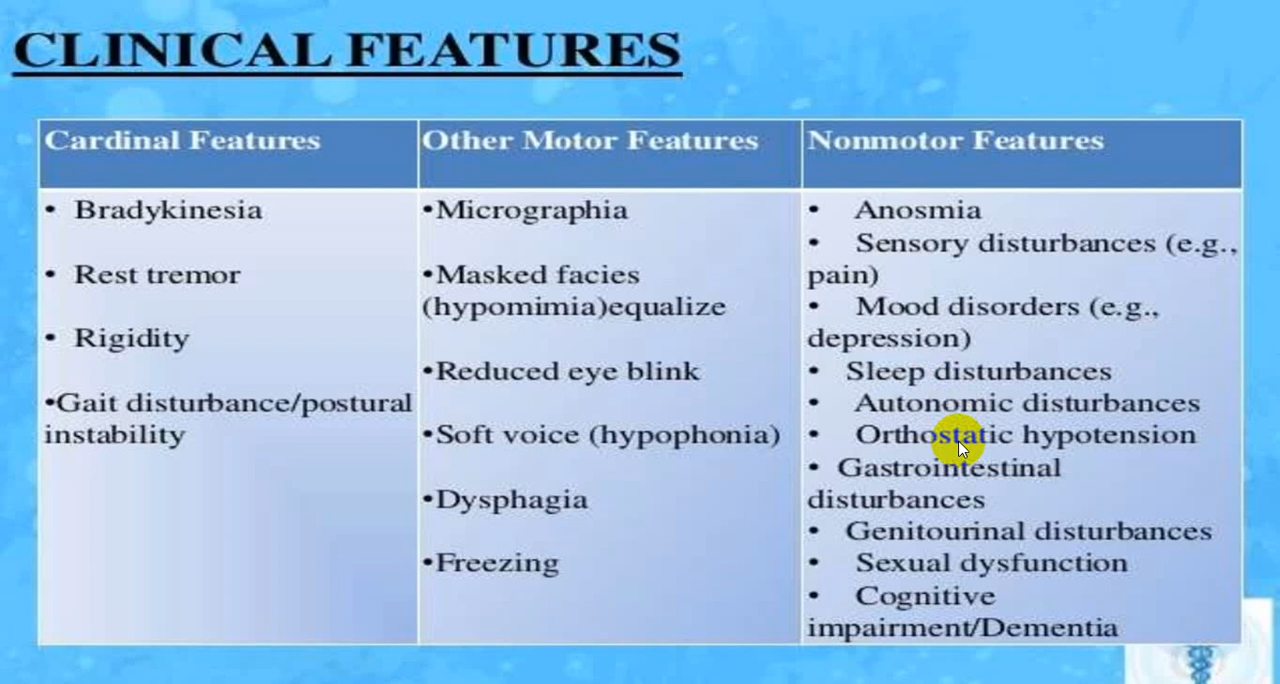 CLINICAL FEATURES
Cardinal Features
• Bradykinesia
• Rest tremor
• Rigidity
•Gait disturbance/postural
instability
Other Motor Features
•Micrographia
•Masked facies
(hypomimia)equalize
•Reduced eye blink
•Soft voice (hypophonia)
•Dysphagia
•Freezing
Nonmotor Features
• Anosmia
• Sensory disturbances (e.g.,
pain)
• Mood disorders (e.g.,
depression)
• Sleep disturbances
• Autonomic disturbances
• Orthostatic hypotension
• Gastrointestinal
disturbances
• Genitourinal disturbances
• Sexual dysfunction
• Cognitive
impairment/Dementia